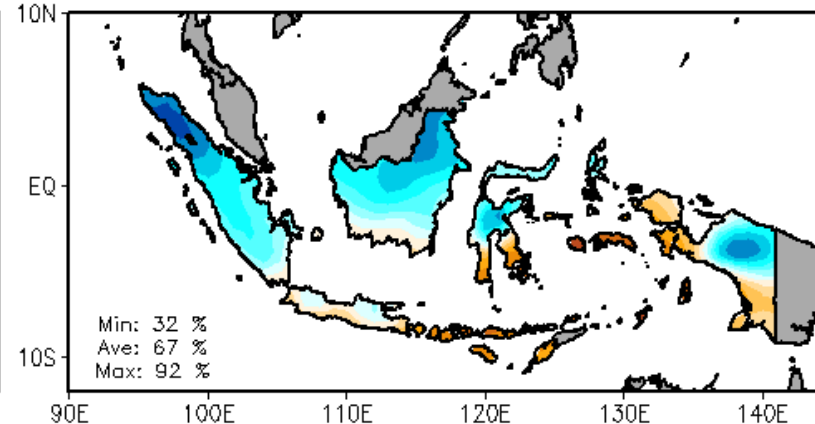 10N
EQ
Min: 32 %
Ave: 67 %
Max: 92 %
10S
90E 100E 110E 120E 130E 140E